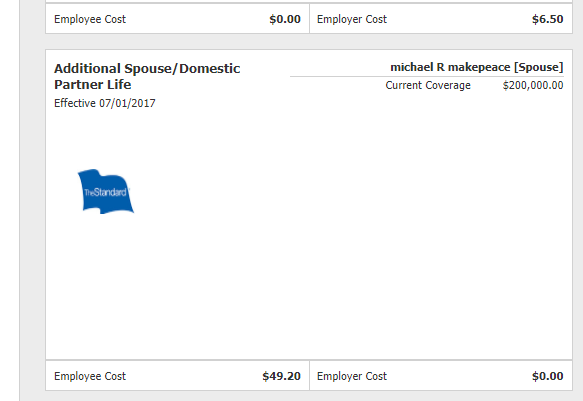 Employee Cost $0.00 Employer Cost $6.50
Additional Spouse/Domestic
Partner Life
Effective 07/01/2017
michael R makepeace [Spouse]
Current Coverage $200,000.00
TheStandard
Employee Cost $49.20 Employer Cost $0.00